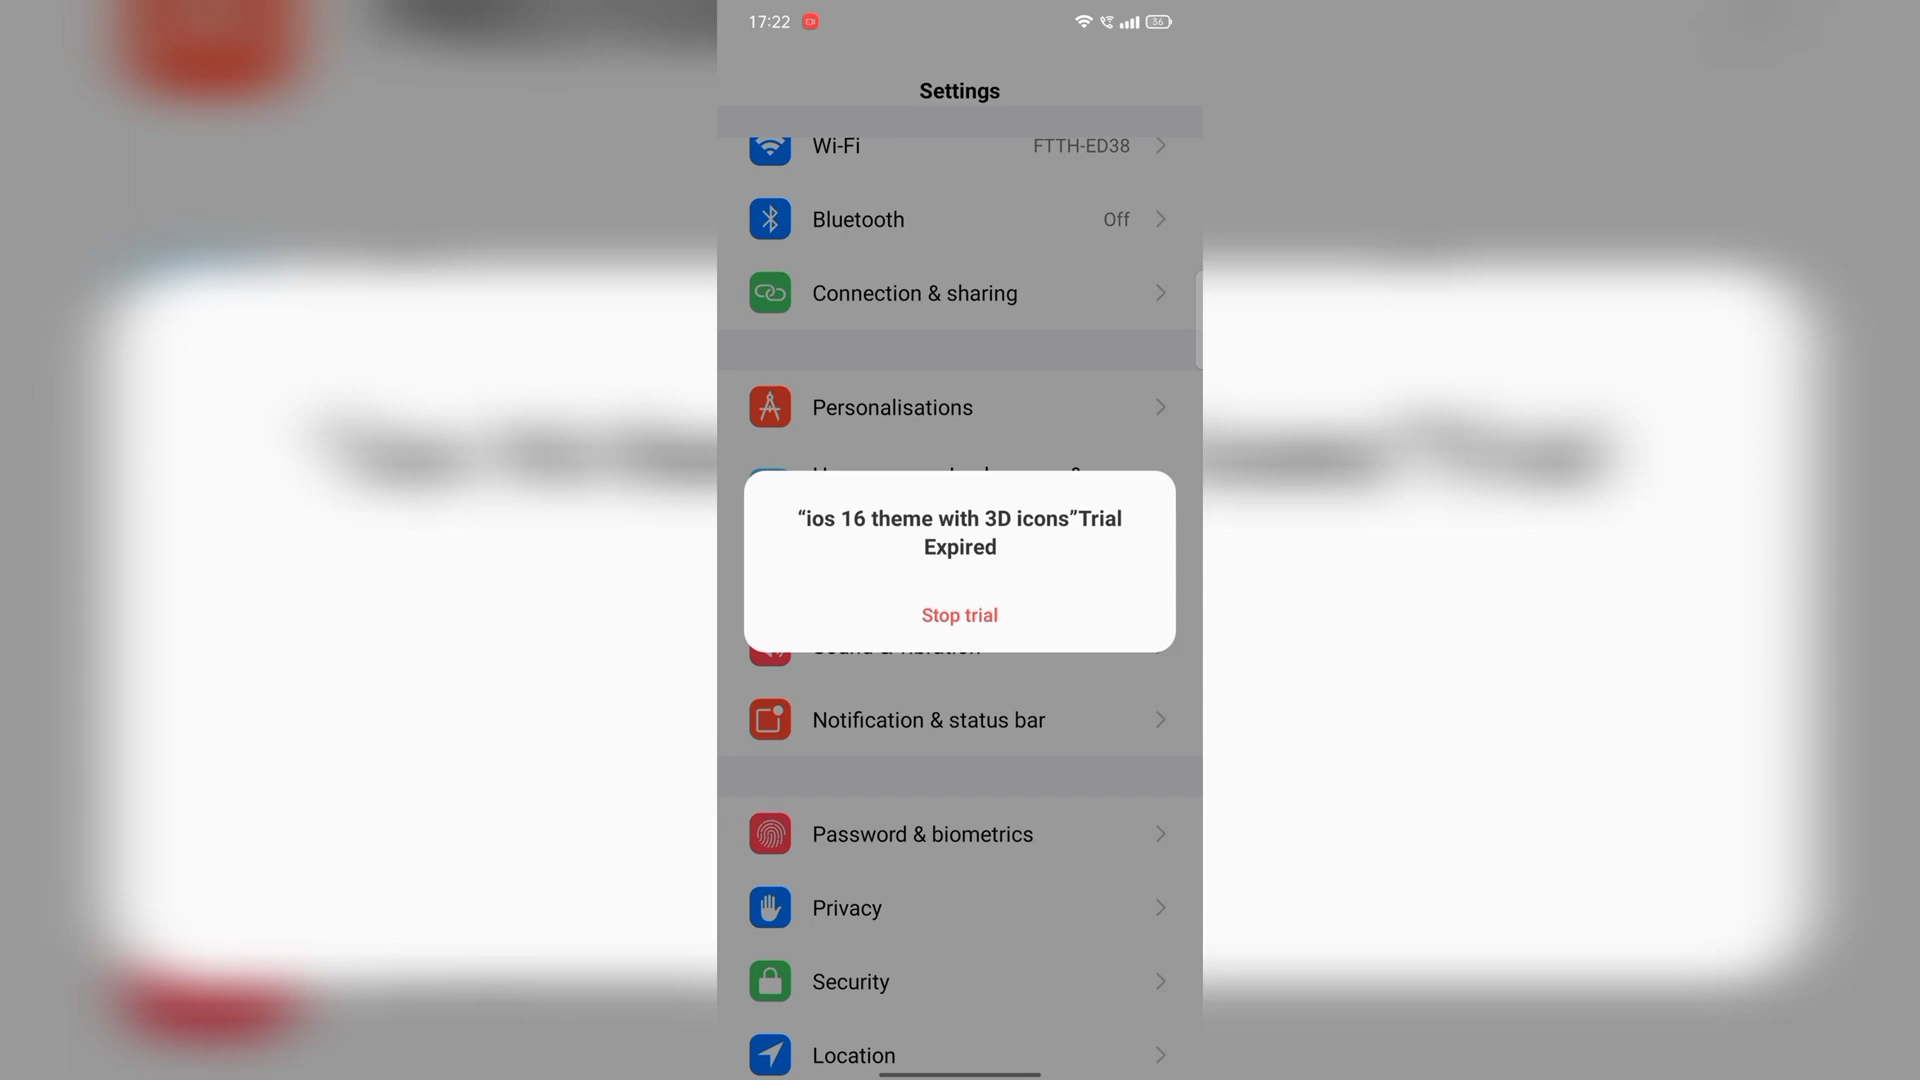 17:22
36
Settings
Wi-Fi FTTH-ED38
Bluetooth Off
Connection & sharing
Personalisations
“ios 16 theme with 3D icons”Trial
Expired
Stop trial
Notification & status bar
Password & biometrics
Privacy
Security
Location